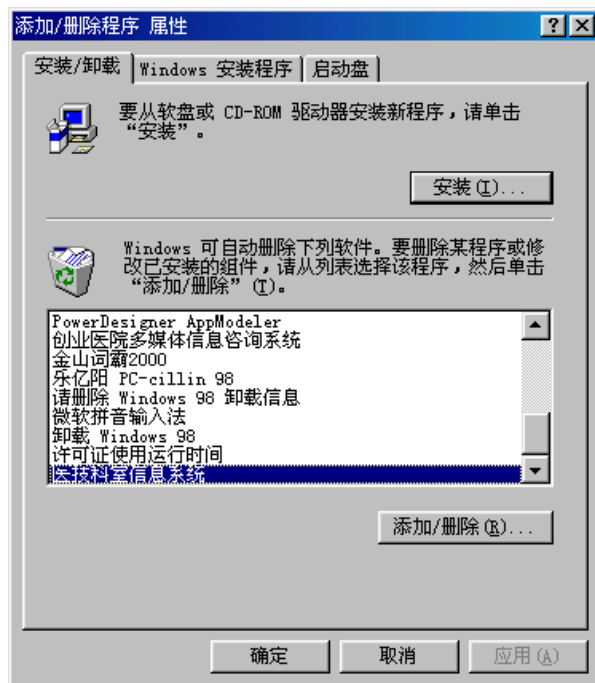 添加/删除程序 属性
安装/卸载
Windows 安装程序
启动盘
要从软盘或 CD-ROM 驱动器安装新程序，请单击
“安装”。
安装(I)...
Windows 可自动删除下列软件。要删除某程序或修
改已安装的组件，请从列表选择该程序，然后单击
“添加/删除”(T)。
PowerDesigner AppModeler
创业医院多媒体信息咨询系统
金山词霸2000
乐亿阳 PC-cillin 98
请删除 Windows 98 卸载信息
微软拼音输入法
卸载 Windows 98
许可证使用运行时间
医技科室信息系统
添加/删除(R)...
确定
取消
应用(A)